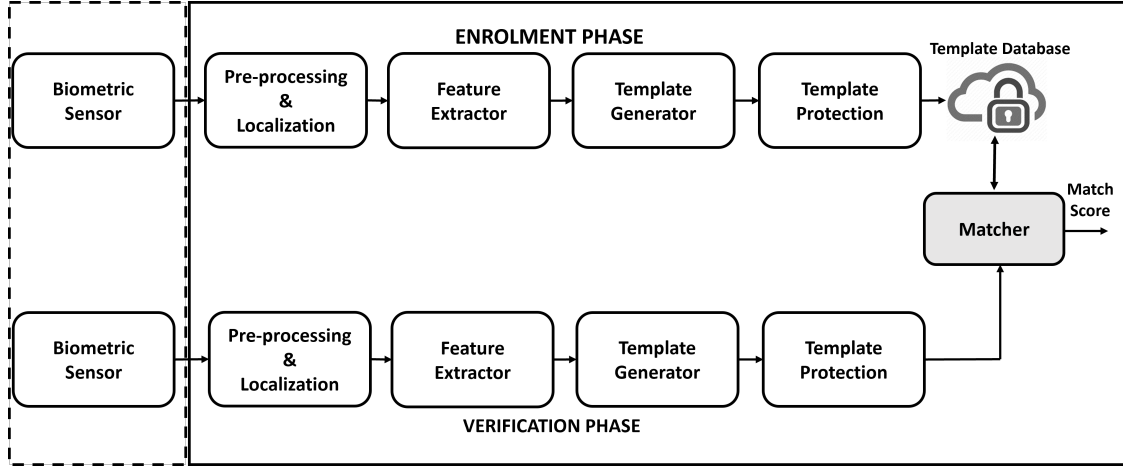 ENROLMENT PHASE
Template Database
Biometric
Sensor
Pre-processing
&
Localization
Feature
Extractor
Template
Generator
Template
Protection
Matcher
Match
Score
Biometric
Sensor
Pre-processing
&
Localization
Feature
Extractor
Template
Generator
Template
Protection
VERIFICATION PHASE